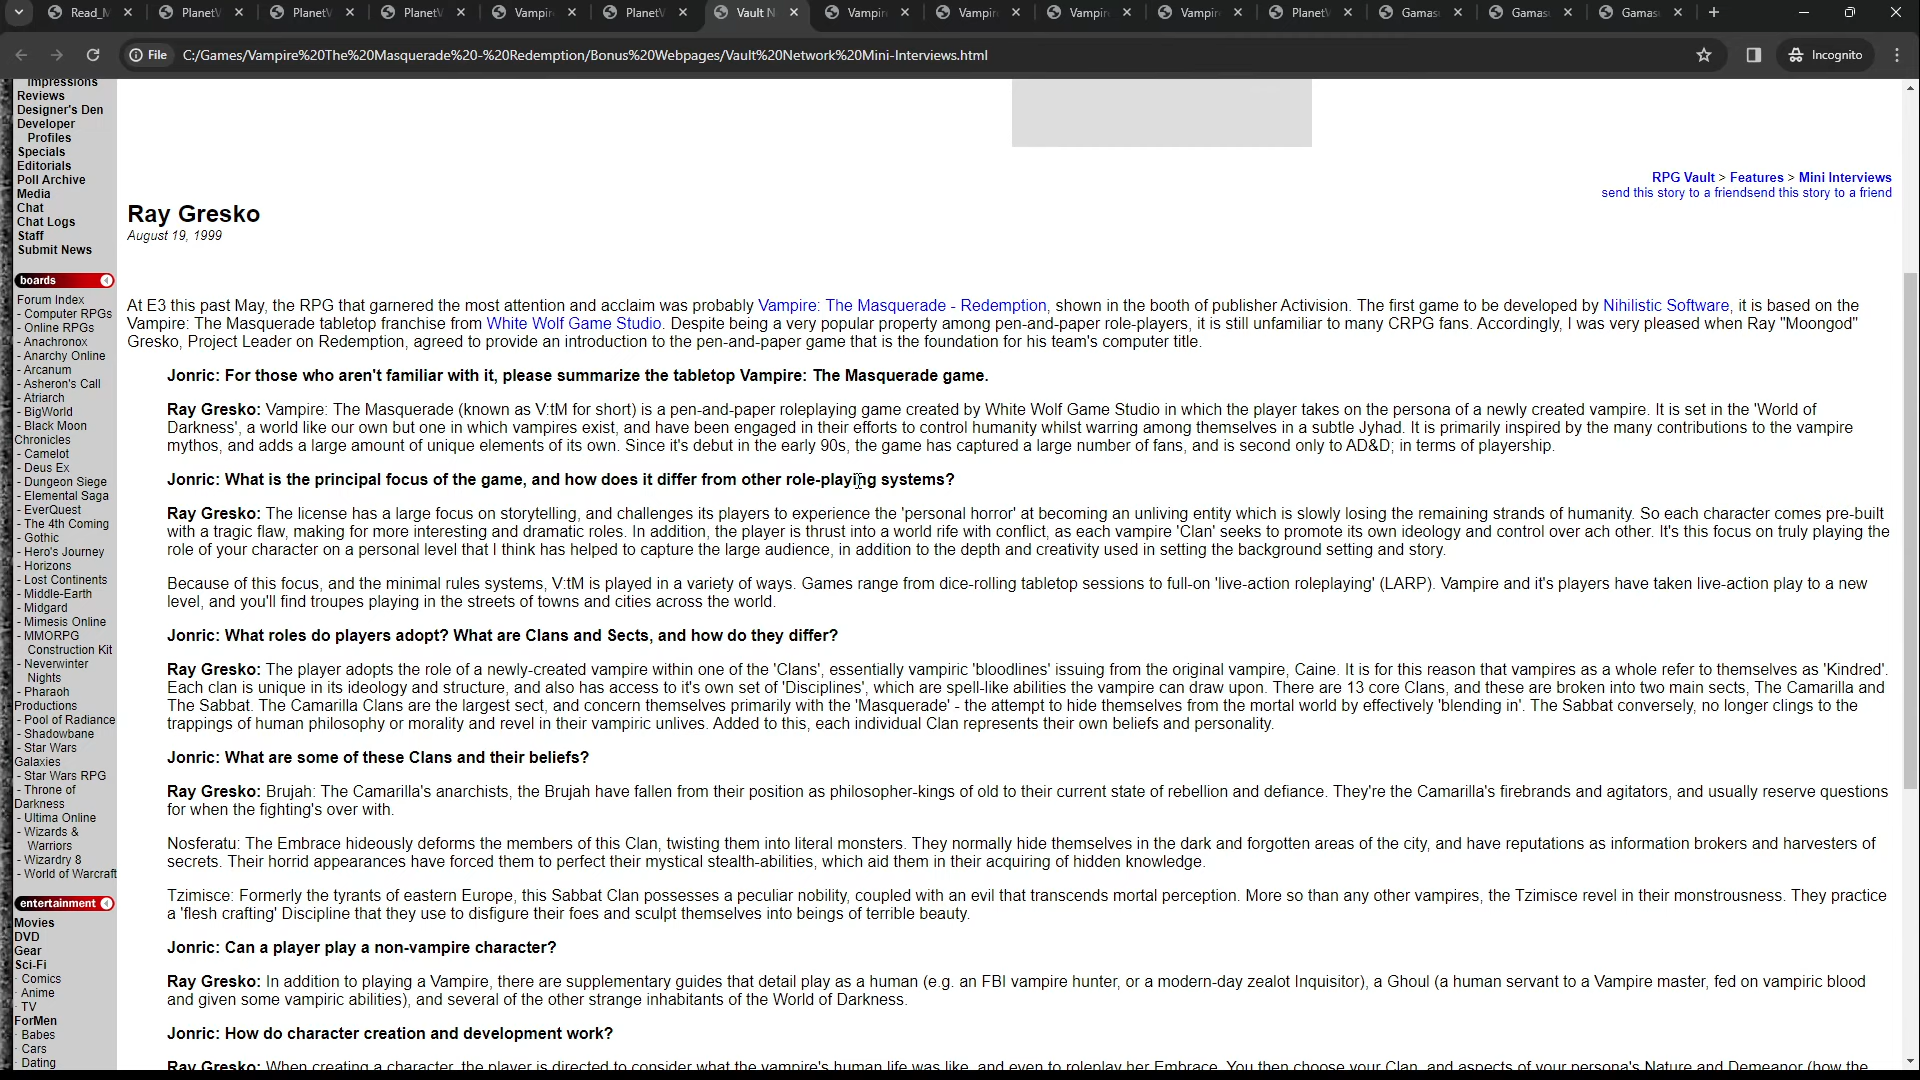 Read_M
PlanetV
PlanetV
PlanetV
Vampir
PlanetV
Vault N
Vampir
Vampir
Vampir
Vampir
PlanetV
Gamas
Gamas
Gamas
File
C:/Games/Vampire%20The%20Masquerade%20-%20Redemption/Bonus%20Webpages/Vault%20Network%20Mini-Interviews.html
Incognito
Impressions
Reviews
Designer's Den
Developer
Profiles
Specials
Editorials
Poll Archive
Media
Chat
Chat Logs
Staff
Submit News
boards
Forum Index
- Computer RPGs
- Online RPGs
- Anachronox
- Anarchy Online
- Arcanum
- Asheron's Call
- Atriarch
- BigWorld
- Black Moon
Chronicles
- Camelot
- Deus Ex
- Dungeon Siege
- Elemental Saga
- EverQuest
- The 4th Coming
- Gothic
- Hero's Journey
- Horizons
- Lost Continents
- Middle-Earth
- Midgard
- Mimesis Online
- MMORPG
Construction Kit
- Neverwinter
Nights
- Pharaoh
Productions
- Pool of Radiance
- Shadowbane
- Star Wars
Galaxies
- Star Wars RPG
- Throne of
Darkness
- Ultima Online
- Wizards &
Warriors
- Wizardry 8
- World of Warcraft
entertainment
Movies
DVD
Gear
Sci-Fi
· Comics
· Anime
· TV
ForMen
· Babes
· Cars
· Dating
RPG Vault > Features > Mini Interviews
send this story to a friendsend this story to a friend
Ray Gresko
August 19, 1999
At E3 this past May, the RPG that garnered the most attention and acclaim was probably Vampire: The Masquerade - Redemption, shown in the booth of publisher Activision. The first game to be developed by Nihilistic Software, it is based on the
Vampire: The Masquerade tabletop franchise from White Wolf Game Studio. Despite being a very popular property among pen-and-paper role-players, it is still unfamiliar to many CRPG fans. Accordingly, I was very pleased when Ray "Moongod"
Gresko, Project Leader on Redemption, agreed to provide an introduction to the pen-and-paper game that is the foundation for his team's computer title.
Jonric: For those who aren't familiar with it, please summarize the tabletop Vampire: The Masquerade game.
Ray Gresko: Vampire: The Masquerade (known as V:tM for short) is a pen-and-paper roleplaying game created by White Wolf Game Studio in which the player takes on the persona of a newly created vampire. It is set in the 'World of
Darkness', a world like our own but one in which vampires exist, and have been engaged in their efforts to control humanity whilst warring among themselves in a subtle Jyhad. It is primarily inspired by the many contributions to the vampire
mythos, and adds a large amount of unique elements of its own. Since it's debut in the early 90s, the game has captured a large number of fans, and is second only to AD&D; in terms of playership.
Jonric: What is the principal focus of the game, and how does it differ from other role-playing systems?
Ray Gresko: The license has a large focus on storytelling, and challenges its players to experience the 'personal horror' at becoming an unliving entity which is slowly losing the remaining strands of humanity. So each character comes pre-built
with a tragic flaw, making for more interesting and dramatic roles. In addition, the player is thrust into a world rife with conflict, as each vampire 'Clan' seeks to promote its own ideology and control over ach other. It's this focus on truly playing the
role of your character on a personal level that I think has helped to capture the large audience, in addition to the depth and creativity used in setting the background setting and story.
Because of this focus, and the minimal rules systems, V:tM is played in a variety of ways. Games range from dice-rolling tabletop sessions to full-on 'live-action roleplaying' (LARP). Vampire and it's players have taken live-action play to a new
level, and you'll find troupes playing in the streets of towns and cities across the world.
Jonric: What roles do players adopt? What are Clans and Sects, and how do they differ?
Ray Gresko: The player adopts the role of a newly-created vampire within one of the 'Clans', essentially vampiric 'bloodlines' issuing from the original vampire, Caine. It is for this reason that vampires as a whole refer to themselves as 'Kindred'.
Each clan is unique in its ideology and structure, and also has access to it's own set of 'Disciplines', which are spell-like abilities the vampire can draw upon. There are 13 core Clans, and these are broken into two main sects, The Camarilla and
The Sabbat. The Camarilla Clans are the largest sect, and concern themselves primarily with the 'Masquerade' - the attempt to hide themselves from the mortal world by effectively 'blending in'. The Sabbat conversely, no longer clings to the
trappings of human philosophy or morality and revel in their vampiric unlives. Added to this, each individual Clan represents their own beliefs and personality.
Jonric: What are some of these Clans and their beliefs?
Ray Gresko: Brujah: The Camarilla's anarchists, the Brujah have fallen from their position as philosopher-kings of old to their current state of rebellion and defiance. They're the Camarilla's firebrands and agitators, and usually reserve questions
for when the fighting's over with.
Nosferatu: The Embrace hideously deforms the members of this Clan, twisting them into literal monsters. They normally hide themselves in the dark and forgotten areas of the city, and have reputations as information brokers and harvesters of
secrets. Their horrid appearances have forced them to perfect their mystical stealth-abilities, which aid them in their acquiring of hidden knowledge.
Tzimisce: Formerly the tyrants of eastern Europe, this Sabbat Clan possesses a peculiar nobility, coupled with an evil that transcends mortal perception. More so than any other vampires, the Tzimisce revel in their monstrousness. They practice
a 'flesh crafting' Discipline that they use to disfigure their foes and sculpt themselves into beings of terrible beauty.
Jonric: Can a player play a non-vampire character?
Ray Gresko: In addition to playing a Vampire, there are supplementary guides that detail play as a human (e.g. an FBI vampire hunter, or a modern-day zealot Inquisitor), a Ghoul (a human servant to a Vampire master, fed on vampiric blood
and given some vampiric abilities), and several of the other strange inhabitants of the World of Darkness.
Jonric: How do character creation and development work?
Ray Gresko: When creating a character, the player is directed to consider what the vampire's human life was like, and even to roleplay her Embrace. You then choose your Clan, and aspects of your persona's Nature and Demeanor (how the